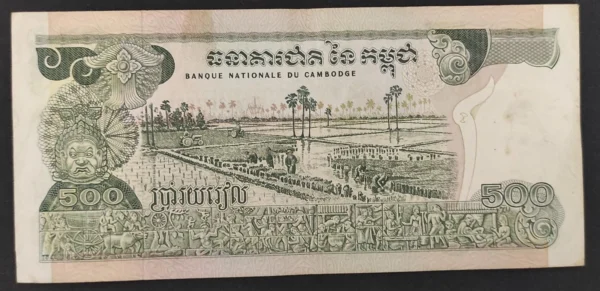 ធនាគារជាតិ នៃ កម្ពុជា
BANQUE NATIONALE DU CAMBODGE
500 ប្រាំរយរៀល 500